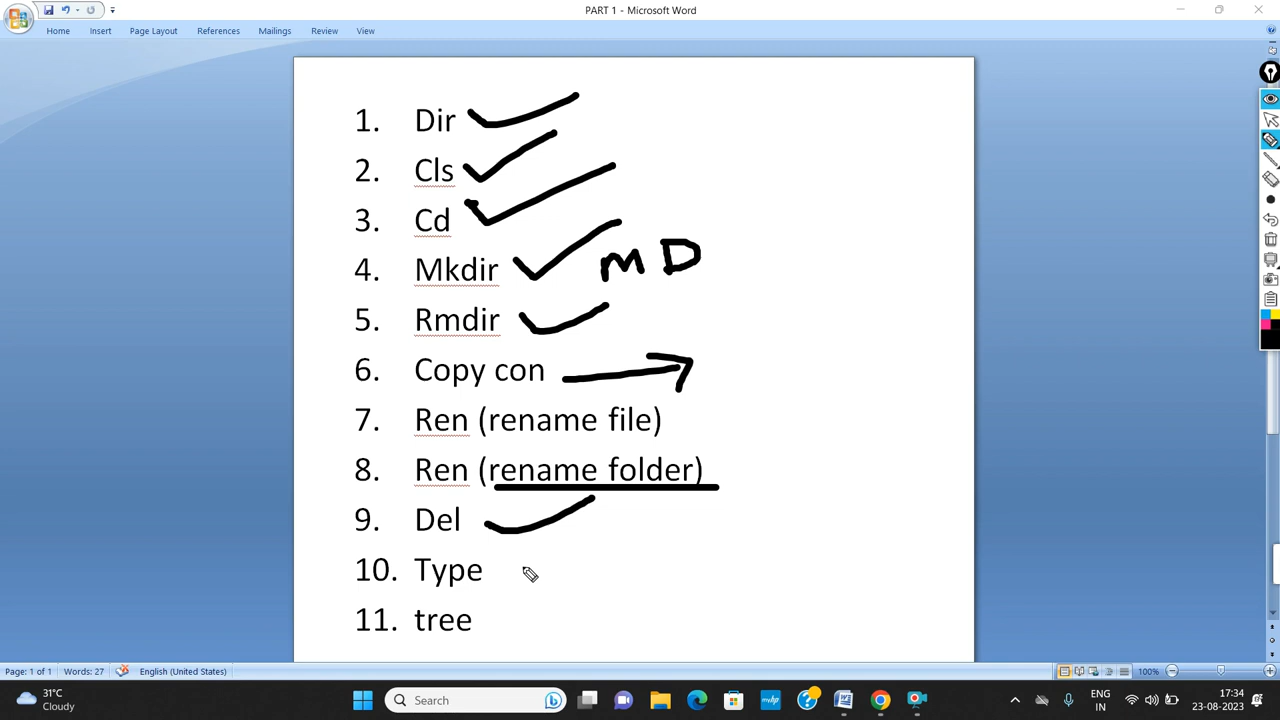 PART 1 - Microsoft Word
Home Insert Page Layout References Mailings Review View
1. Dir
2. Cls
3. Cd
4. Mkdir MD
5. Rmdir
6. Copy con
7. Ren (rename file)
8. Ren (rename folder)
9. Del
10. Type
11. tree
Page: 1 of 1 Words: 27 English (United States) 100%
31°C
Cloudy
Search
ENG
IN
17:34
23-08-2023